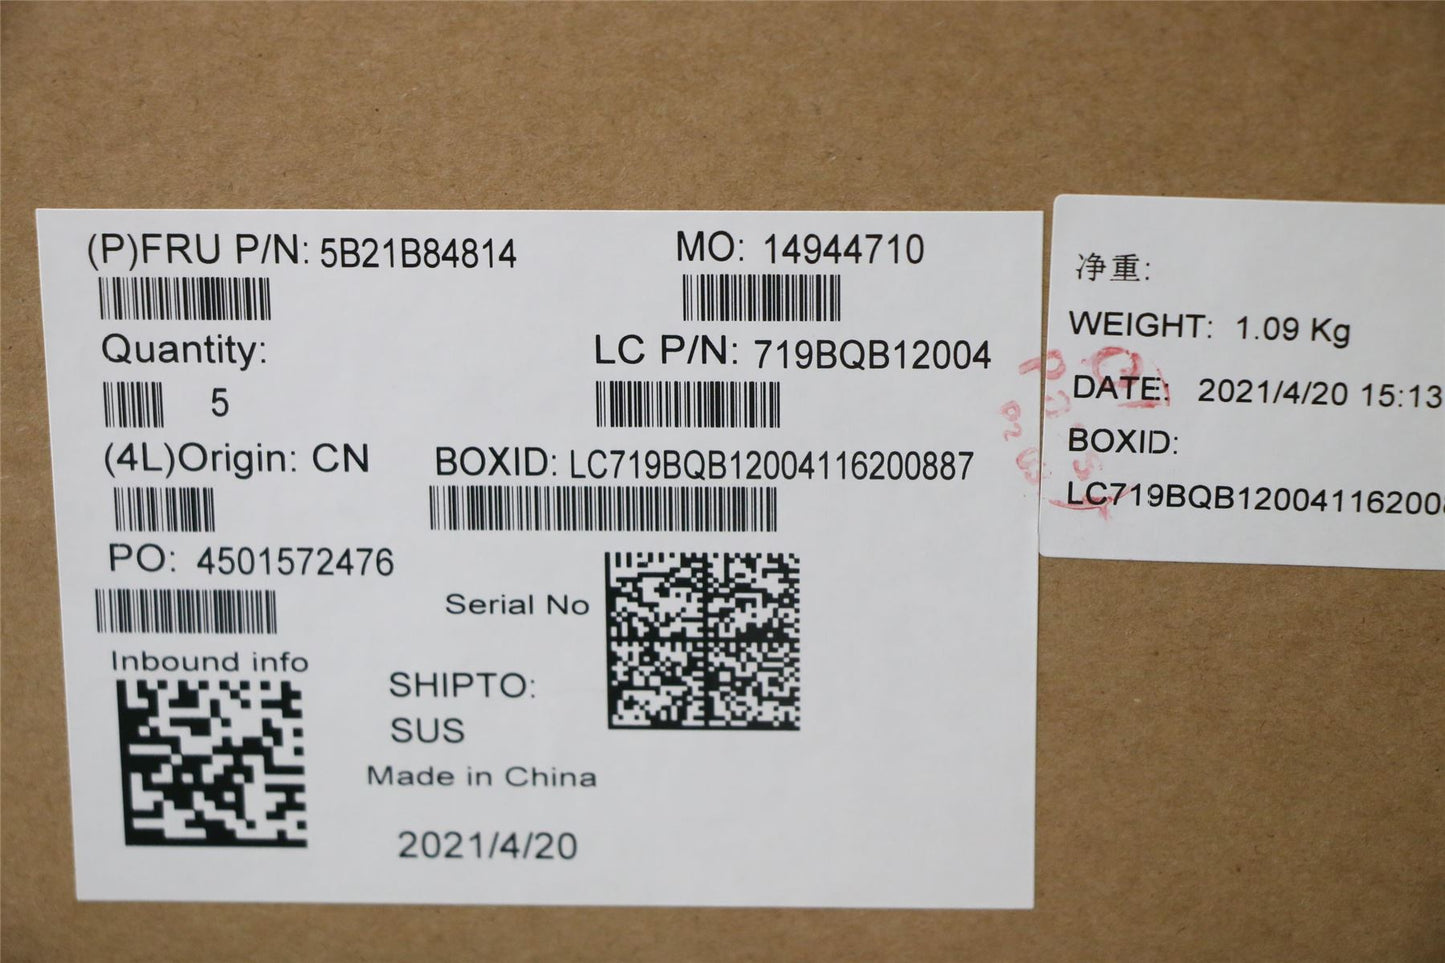 (P)FRU P/N: 5B21B84814
MO: 14944710
Quantity:
5
LC P/N: 719BQB12004
(4L)Origin: CN
BOXID: LC719BQB12004116200887
PO: 4501572476
Serial No
Inbound info
SHIPTO:
SUS
Made in China
2021/4/20
净重:
WEIGHT: 1.09 Kg
DATE: 2021/4/20 15:13
BOXID:
LC719BQB120041162008